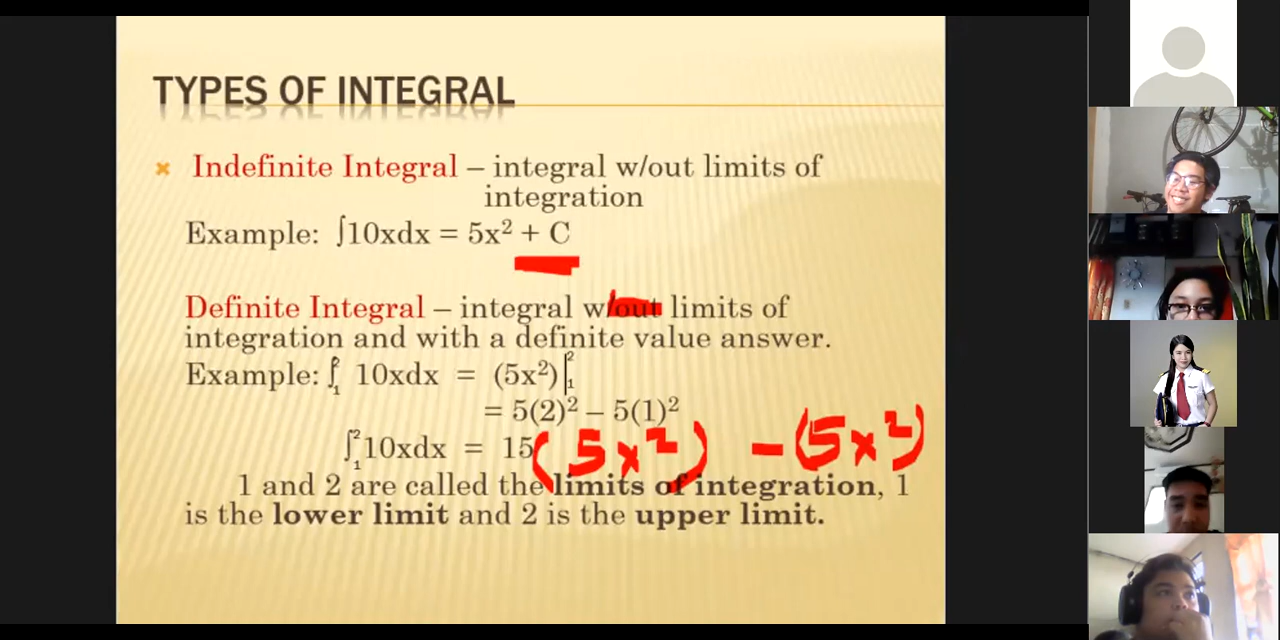 TYPES OF INTEGRAL
Indefinite Integral – integral w/out limits of
integration
Example: ∫10xdx = 5x² + C
Definite Integral – integral w/out limits of
integration and with a definite value answer.
Example: ∫₁² 10xdx = (5x²)|₁²
= 5(2)² – 5(1)²
∫₁² 10xdx = 15 (5x²) – (5x²)
1 and 2 are called the limits of integration, 1
is the lower limit and 2 is the upper limit.